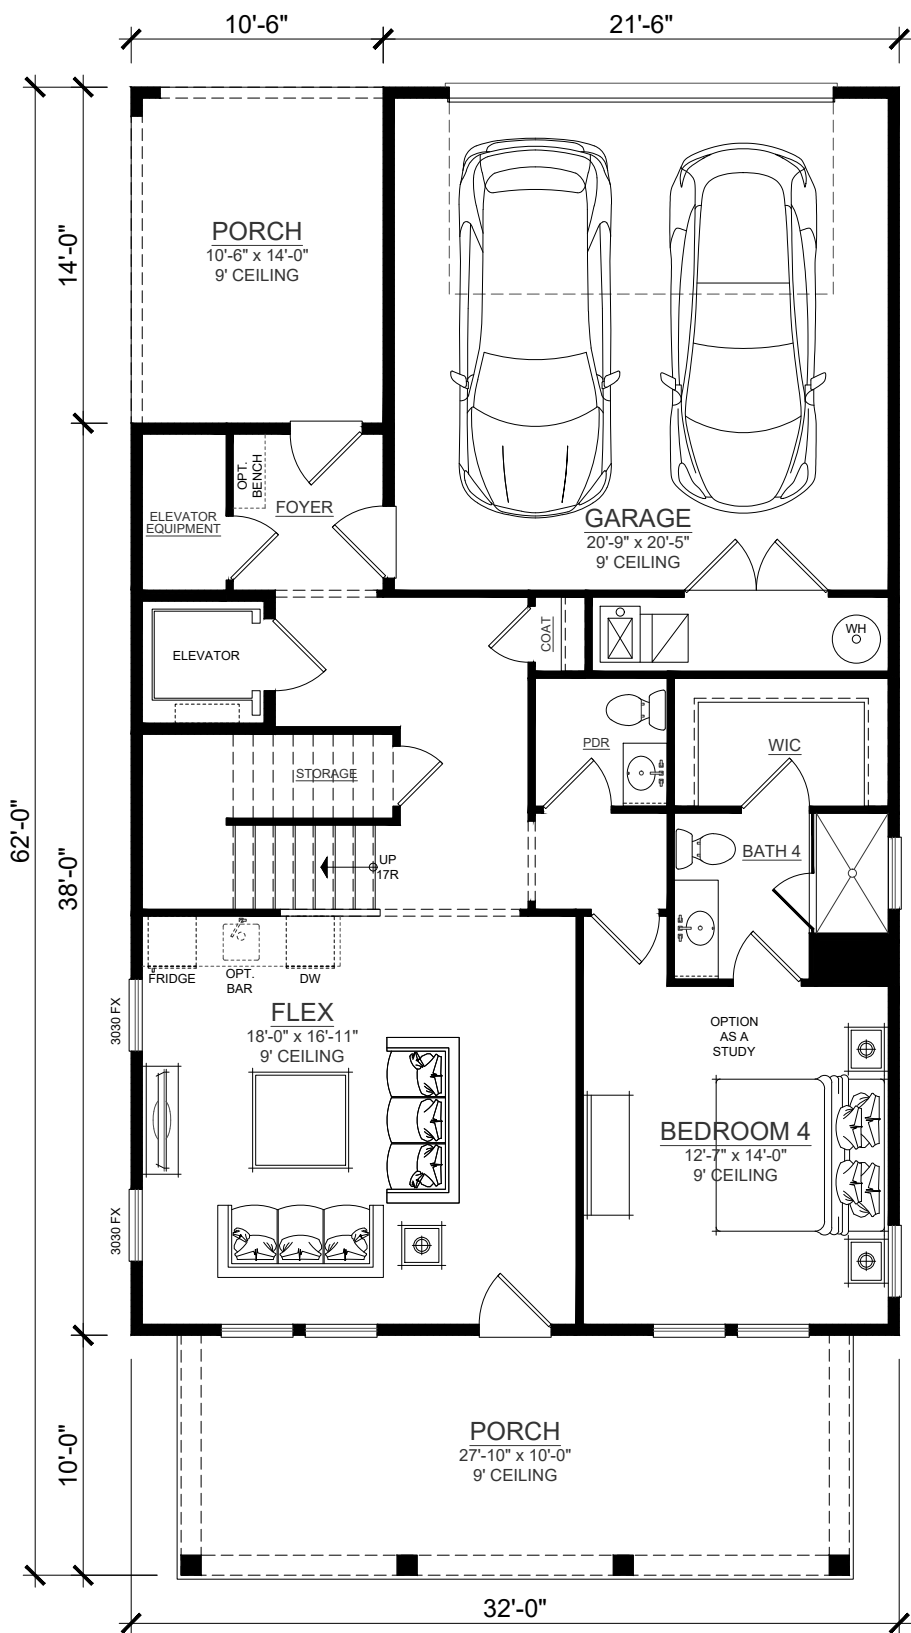 10'-6"
21'-6"
62'-0"
14'-0"
38'-0"
10'-0"
PORCH
10'-6" x 14'-0"
9' CEILING
OPT.
BENCH
FOYER
ELEVATOR
EQUIPMENT
GARAGE
20'-9" x 20'-5"
9' CEILING
ELEVATOR
COAT
WH
PDR
WIC
STORAGE
UP
17R
BATH 4
FRIDGE
OPT.
BAR
DW
3030 FX
FLEX
18'-0" x 16'-11"
9' CEILING
OPTION
AS A
STUDY
BEDROOM 4
12'-7" x 14'-0"
9' CEILING
3030 FX
PORCH
27'-10" x 10'-0"
9' CEILING
32'-0"